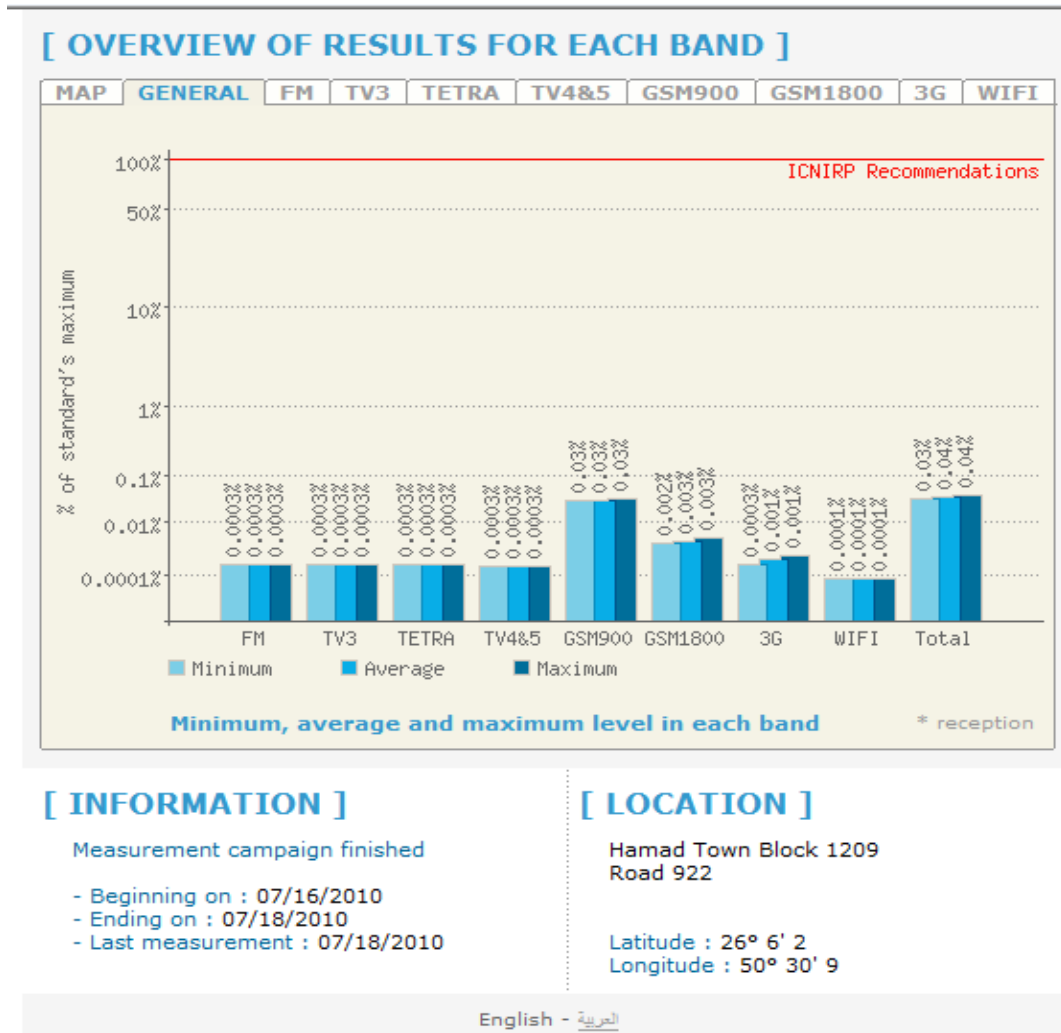 [ OVERVIEW OF RESULTS FOR EACH BAND ]
MAP GENERAL FM TV3 TETRA TV4&5 GSM900 GSM1800 3G WIFI
100%
ICNIRP Recommendations
50%
10%
1%
0.1%
0.01%
0.0001%
% of standard's maximum
0.0003% 0.0003% 0.0003%
0.0003% 0.0003% 0.0003%
0.0003% 0.0003% 0.0003%
0.0003% 0.0003% 0.0003%
0.03% 0.03% 0.03%
0.002% 0.003% 0.003%
0.0003% 0.001% 0.001%
0.0001% 0.0001% 0.0001%
0.03% 0.04% 0.04%
FM TV3 TETRA TV4&5 GSM900 GSM1800 3G WIFI Total
Minimum Average Maximum
Minimum, average and maximum level in each band * reception
[ INFORMATION ]
Measurement campaign finished
- Beginning on : 07/16/2010
- Ending on : 07/18/2010
- Last measurement : 07/18/2010
[ LOCATION ]
Hamad Town Block 1209
Road 922
Latitude : 26° 6' 2
Longitude : 50° 30' 9
English - العربية